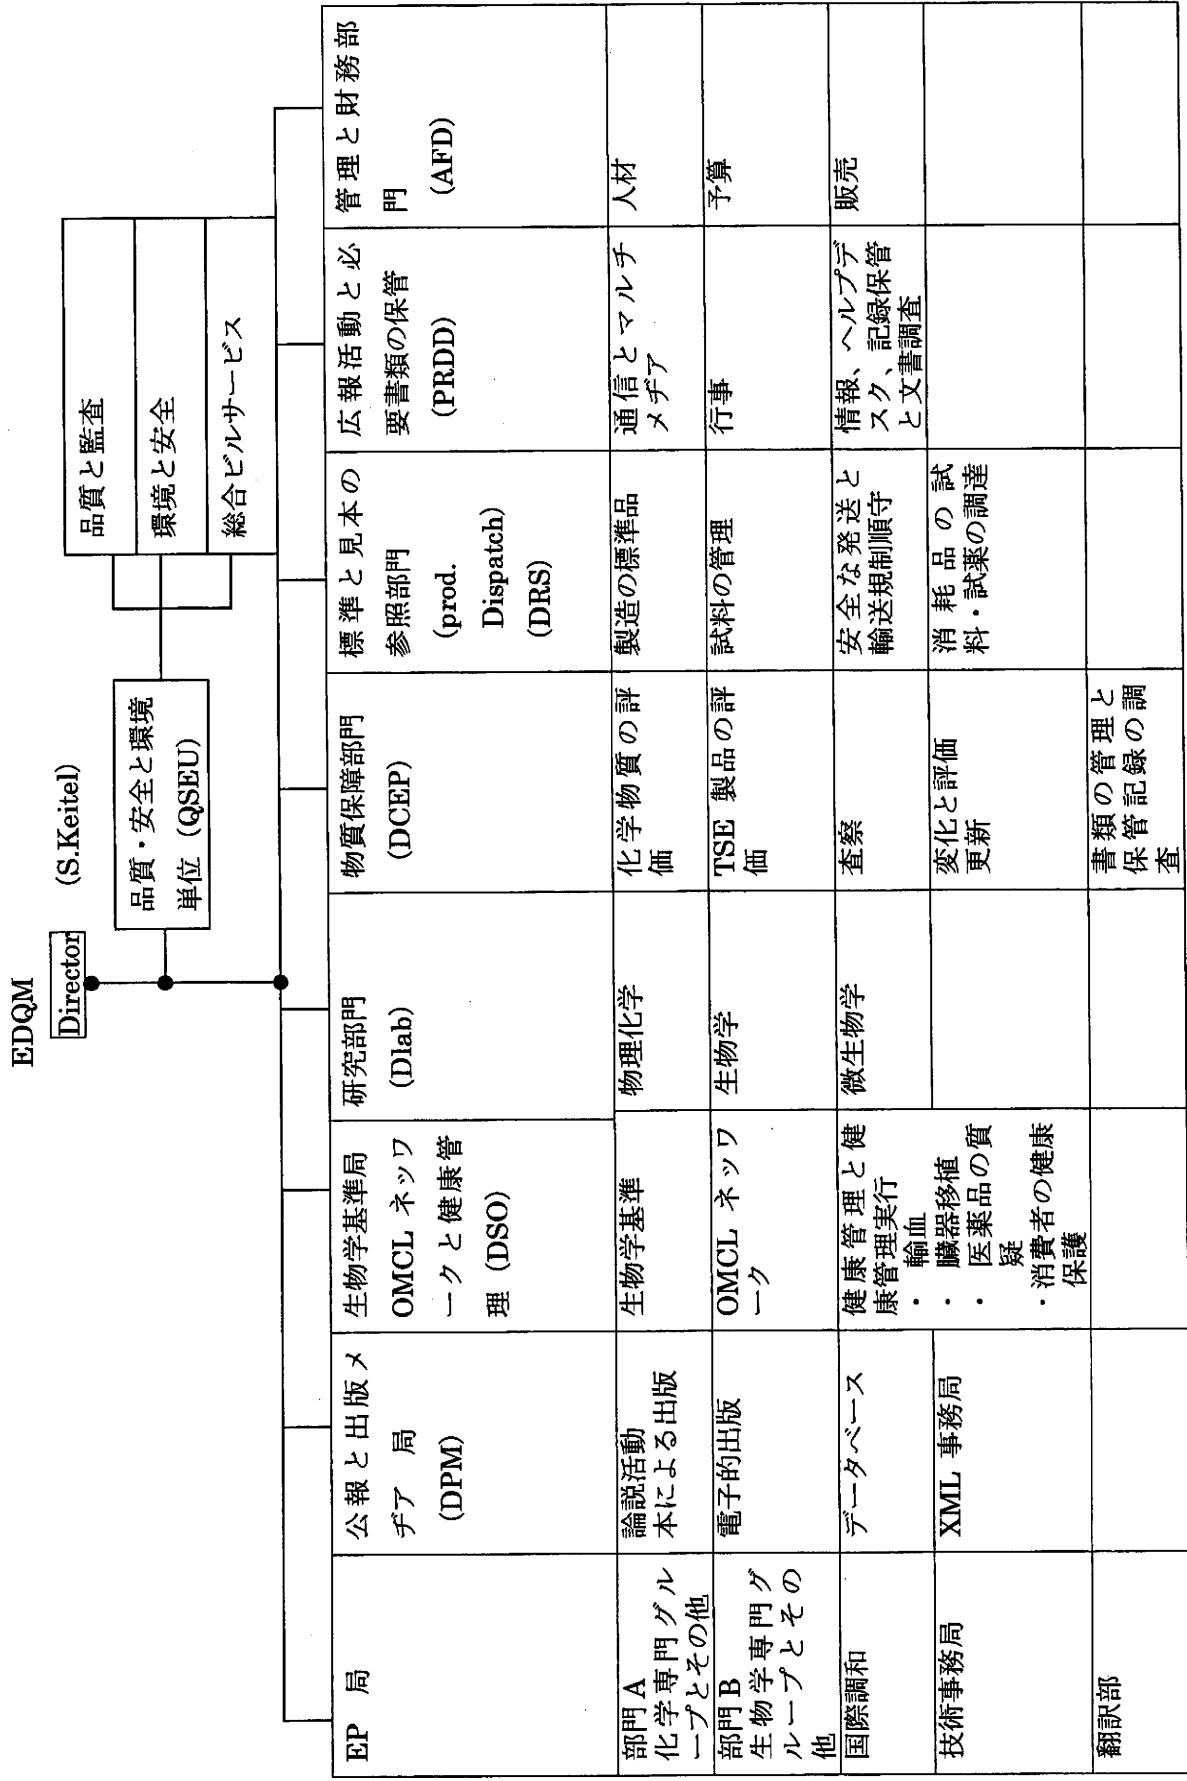 EDQM
Director
(S.Keitel)
品質・安全と環境
単位 (QSEU)
品質と監査
環境と安全
総合ビルサービス
EP 局
公報と出版メ
ヂア 局
(DPM)
生物学基準局
OMCL ネッワ
ークと健康管
理 (DSO)
研究部門
(Dlab)
物質保障部門
(DCEP)
標準と見本の
参照部門
(prod.
Dispatch)
(DRS)
広報活動と必
要書類の保管
(PRDD)
管理と財務部
門
(AFD)
部門 A
化学専門グル
ープとその他
論説活動
本による出版
生物学基準
物理化学
化学物質の評
価
製造の標準品
通信とマルチ
メヂア
人材
部門 B
生物学専門グ
ループとその
他
電子的出版
OMCL ネッワ
ーク
生物学
TSE 製品の評
価
試料の管理
行事
予算
国際調和
データベース
健康管理と健
康管理実行
・ 輸血
・ 臓器移植
・ 医薬品の質
疑
・消費者の健康
保護
微生物学
査察
安全な発送と
輸送規制順守
情報、ヘルプデ
スク、記録保管
と文書調査
販売
技術事務局
XML 事務局
変化と評価
更新
消耗品の試
料・試薬の調達
翻訳部
書類の管理と
保管記録の調
査